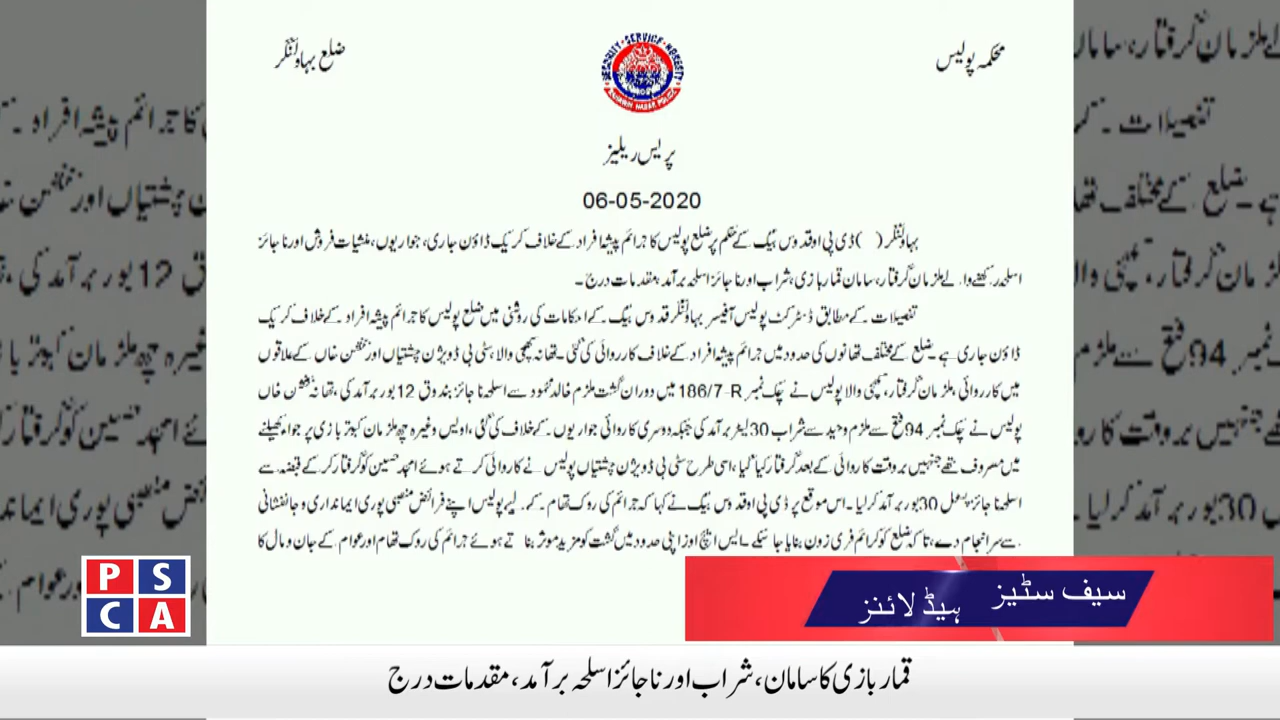 محکمہ پولیس
ضلع بہاولنگر
پریس ریلیز
06-05-2020
بہاولنگر ( ) ڈی پی او قدوس بیگ کے حکم پر ضلع پولیس کا جرائم پیشہ افراد کے خلاف کریک ڈاؤن جاری، جواریوں، منشیات فروش اور ناجائز
اسلحہ رکھنے والے ملزمان گرفتار، سامان قمار بازی، شراب اور ناجائز اسلحہ برآمد، مقدمات درج۔
تفصیلات کے مطابق ڈسٹرکٹ پولیس آفیسر بہاولنگر قدوس بیگ کے احکامات کی روشنی میں ضلع پولیس کا جرائم پیشہ افراد کے خلاف کریک
ڈاؤن جاری ہے۔ ضلع کے مختلف تھانوں کی حدود میں جرائم پیشہ افراد کے خلاف کارروائی کی گئی۔ تھانہ گھمی والا، سٹی بی ڈویژن چشتیاں اور تخشن خاں کے علاقوں
میں کارروائی، ملزمان گرفتار، والا پولیس نے چک نمبر 186/7-R میں دوران گشت ملزم خالد محمود سے اسلحہ ناجائز بندوق 12 بور برآمد کی، تھانہ خاں
پولیس نے چک نمبر 94 فتح سے ملزم وحید سے شراب 30 لیٹر برآمد کی جبکہ دوسری کاروائی جواریوں کے خلاف کی گئی، اویس وغیرہ چھ ملزمان کبوتر بازی پر جواء کھیلنے
میں مصروف تھے جنہیں بروقت کاروائی کے بعد گرفتار کیا گیا، اسی طرح سٹی بی ڈویژن چشتیاں پولیس نے کاروائی کرتے ہوئے امجد حسین کو گرفتار کر کے قبضہ سے
اسلحہ ناجائز پسٹل 30 بور برآمد کر لیا۔ اس موقع پر ڈی پی او قدوس بیگ نے کہا کہ جرائم کی روک تھام کے لیے پولیس اپنے فرائض منصبی پوری ایمانداری و جانفشانی
سے سرانجام دے، تاکہ ضلع کو کرائم فری زون بنایا جا سکے۔ ایس ایچ اوز اپنی حدود میں گشت کو مزید موثر بناتے ہوئے جرائم کی روک تھام اور عوام کے جان و مال کا
PSCA
سیف سٹیز
ہیڈ لائنز
قمار بازی کا سامان، شراب اور ناجائز اسلحہ برآمد، مقدمات درج